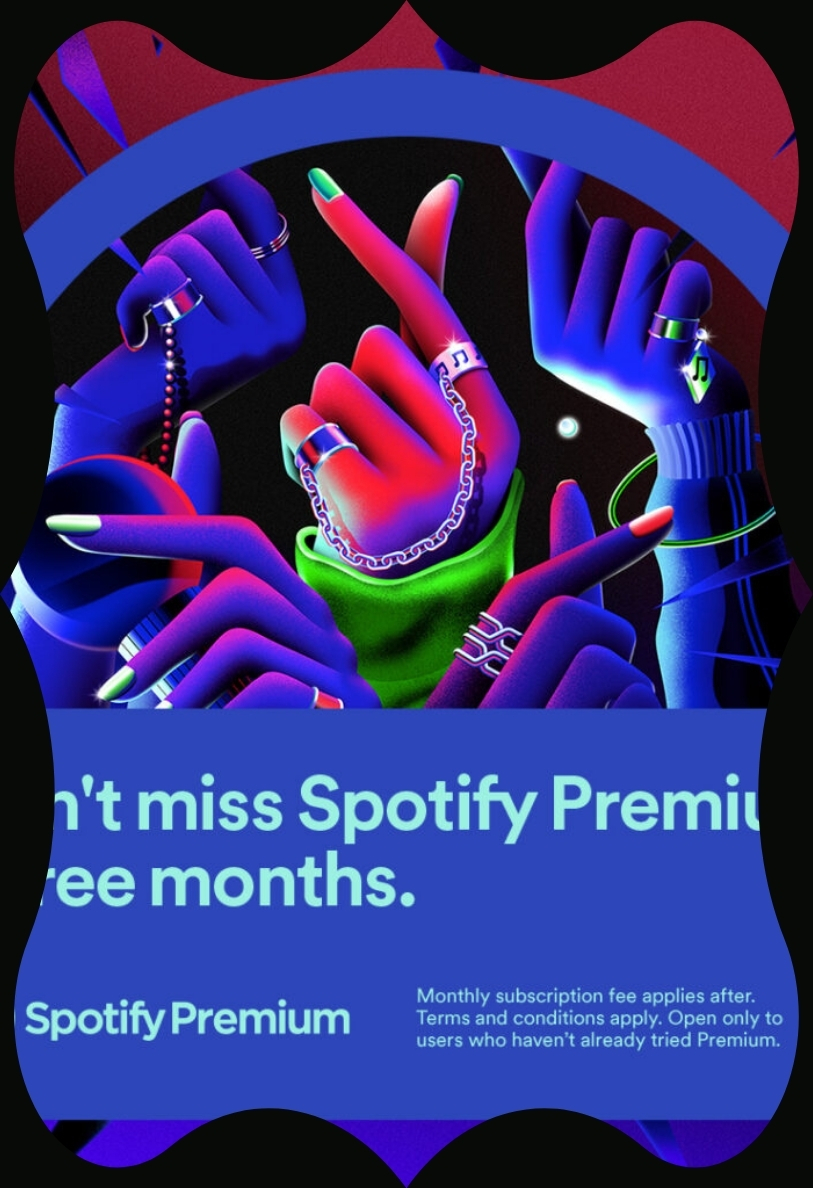 n't miss Spotify Premiu
ree months.
Spotify Premium
Monthly subscription fee applies after.
Terms and conditions apply. Open only to
users who haven't already tried Premium.